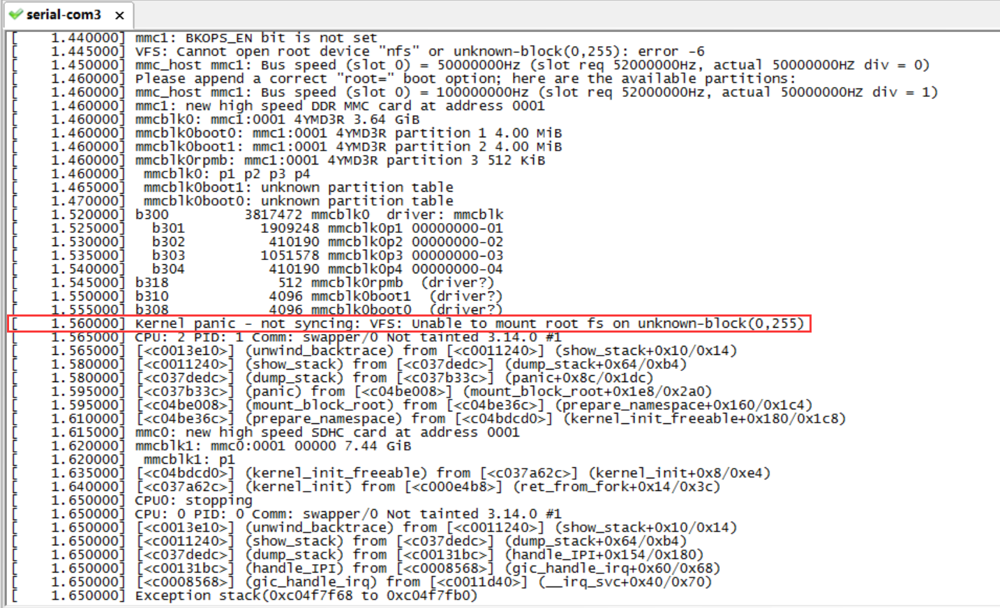 serial-com3 ×
[    1.440000] mmc1: BKOPS_EN bit is not set
[    1.445000] VFS: Cannot open root device "nfs" or unknown-block(0,255): error -6
[    1.450000] mmc_host mmc1: Bus speed (slot 0) = 50000000Hz (slot req 52000000Hz, actual 50000000HZ div = 0)
[    1.460000] Please append a correct "root=" boot option; here are the available partitions:
[    1.460000] mmc_host mmc1: Bus speed (slot 0) = 100000000Hz (slot req 52000000Hz, actual 50000000HZ div = 1)
[    1.460000] mmc1: new high speed DDR MMC card at address 0001
[    1.460000] mmcblk0: mmc1:0001 4YMD3R 3.64 GiB
[    1.460000] mmcblk0boot0: mmc1:0001 4YMD3R partition 1 4.00 MiB
[    1.460000] mmcblk0boot1: mmc1:0001 4YMD3R partition 2 4.00 MiB
[    1.460000] mmcblk0rpmb: mmc1:0001 4YMD3R partition 3 512 KiB
[    1.460000]  mmcblk0: p1 p2 p3 p4
[    1.465000]  mmcblk0boot1: unknown partition table
[    1.470000]  mmcblk0boot0: unknown partition table
[    1.520000] b300         3817472 mmcblk0  driver: mmcblk
[    1.525000]   b301         1909248 mmcblk0p1 00000000-01
[    1.530000]   b302          410190 mmcblk0p2 00000000-02
[    1.535000]   b303         1051578 mmcblk0p3 00000000-03
[    1.540000]   b304          410190 mmcblk0p4 00000000-04
[    1.545000] b318             512 mmcblk0rpmb  (driver?)
[    1.550000] b310            4096 mmcblk0boot1  (driver?)
[    1.555000] b308            4096 mmcblk0boot0  (driver?)
[    1.560000] Kernel panic - not syncing: VFS: Unable to mount root fs on unknown-block(0,255)
[    1.565000] CPU: 2 PID: 1 Comm: swapper/0 Not tainted 3.14.0 #1
[    1.565000] [<c0013e10>] (unwind_backtrace) from [<c0011240>] (show_stack+0x10/0x14)
[    1.580000] [<c0011240>] (show_stack) from [<c037dedc>] (dump_stack+0x64/0xb4)
[    1.580000] [<c037dedc>] (dump_stack) from [<c037b33c>] (panic+0x8c/0x1dc)
[    1.595000] [<c037b33c>] (panic) from [<c04be008>] (mount_block_root+0x1e8/0x2a0)
[    1.595000] [<c04be008>] (mount_block_root) from [<c04be36c>] (prepare_namespace+0x160/0x1c4)
[    1.610000] [<c04be36c>] (prepare_namespace) from [<c04bdcd0>] (kernel_init_freeable+0x180/0x1c8)
[    1.615000] mmc0: new high speed SDHC card at address 0001
[    1.620000] mmcblk1: mmc0:0001 00000 7.44 GiB
[    1.620000]  mmcblk1: p1
[    1.635000] [<c04bdcd0>] (kernel_init_freeable) from [<c037a62c>] (kernel_init+0x8/0xe4)
[    1.640000] [<c037a62c>] (kernel_init) from [<c000e4b8>] (ret_from_fork+0x14/0x3c)
[    1.650000] CPU0: stopping
[    1.650000] CPU: 0 PID: 0 Comm: swapper/0 Not tainted 3.14.0 #1
[    1.650000] [<c0013e10>] (unwind_backtrace) from [<c0011240>] (show_stack+0x10/0x14)
[    1.650000] [<c0011240>] (show_stack) from [<c037dedc>] (dump_stack+0x64/0xb4)
[    1.650000] [<c037dedc>] (dump_stack) from [<c00131bc>] (handle_IPI+0x154/0x180)
[    1.650000] [<c00131bc>] (handle_IPI) from [<c0008568>] (gic_handle_irq+0x60/0x68)
[    1.650000] [<c0008568>] (gic_handle_irq) from [<c0011d40>] (__irq_svc+0x40/0x70)
[    1.650000] Exception stack(0xc04f7f68 to 0xc04f7fb0)